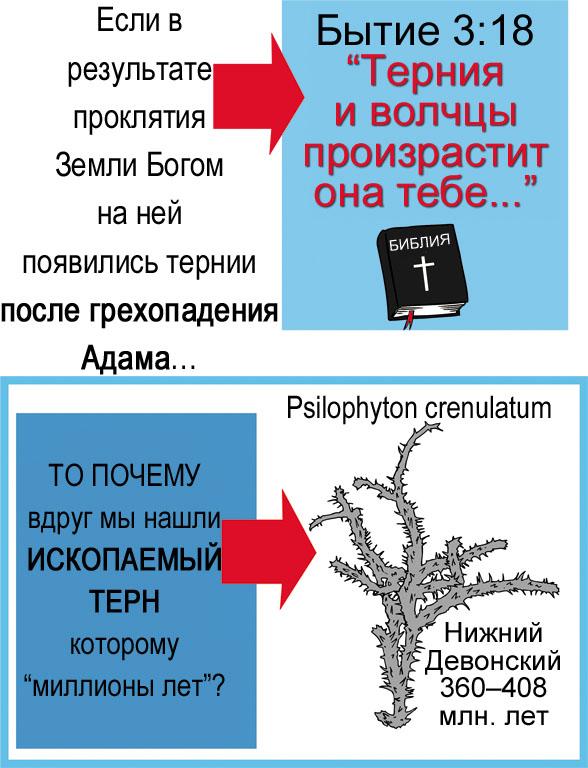 Если в
результате
проклятия
Земли Богом
на ней
появились тернии
после грехопадения
Адама...
Бытие 3:18
“Терния
и волчцы
произрастит
она тебе...”
БИБЛИЯ
ТО ПОЧЕМУ
вдруг мы нашли
ИСКОПАЕМЫЙ
ТЕРН
которому
“миллионы лет”?
Psilophyton crenulatum
Нижний
Девонский
360–408
млн. лет